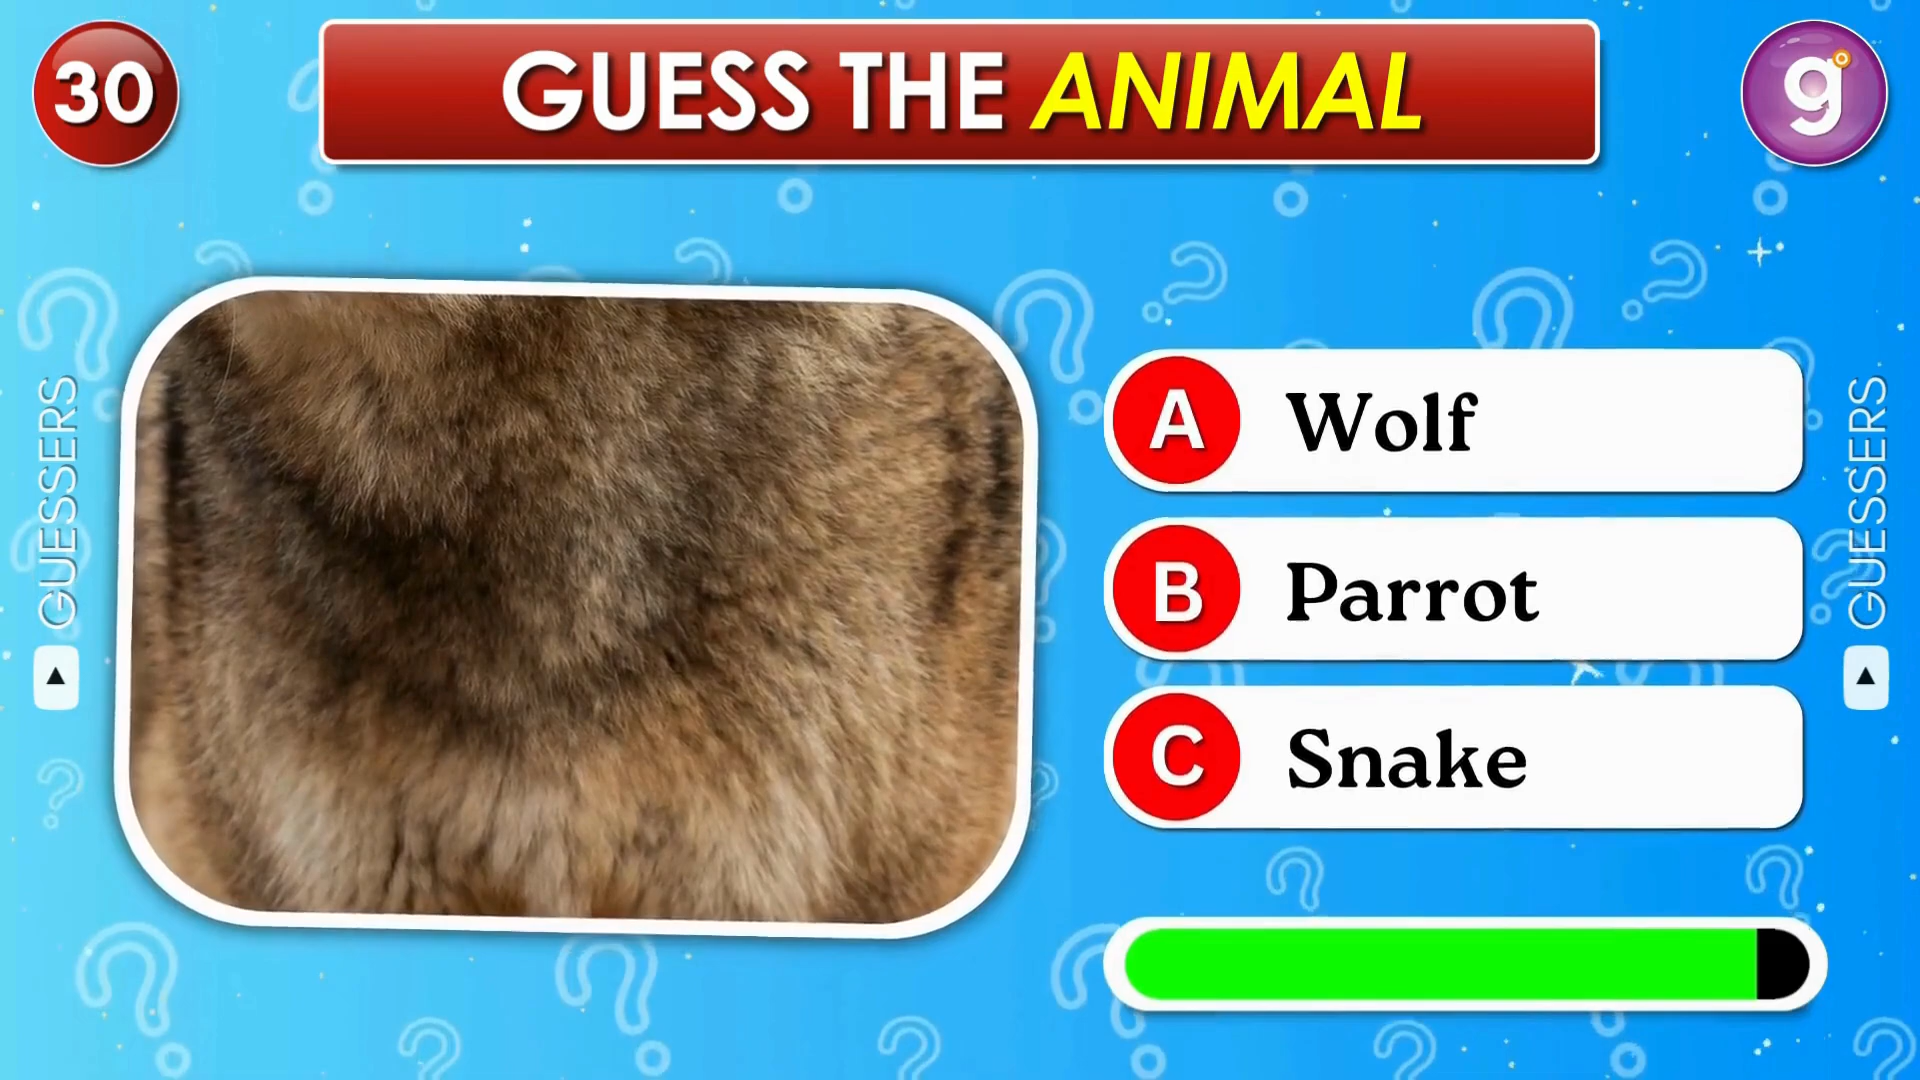 30
GUESS THE ANIMAL
g
GUESSERS
A Wolf
B Parrot
C Snake
GUESSERS